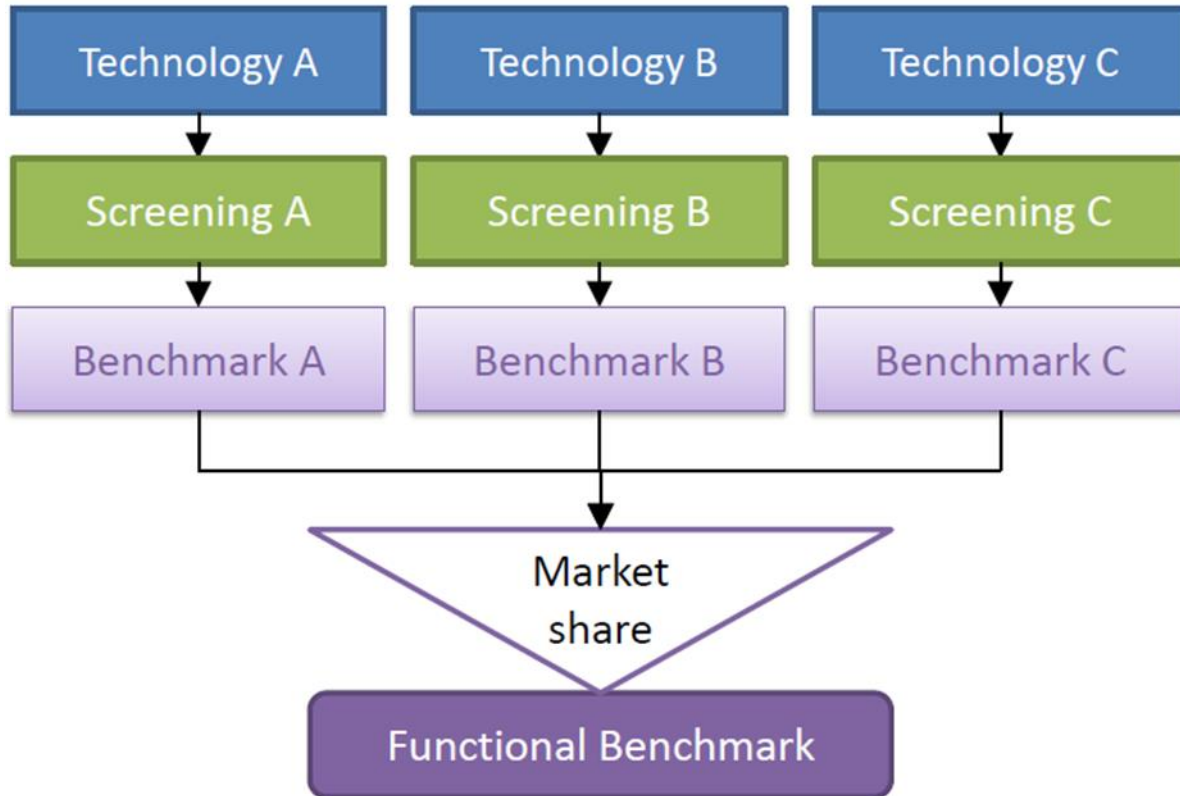 Technology A
Technology B
Technology C
Screening A
Screening B
Screening C
Benchmark A
Benchmark B
Benchmark C
Market
share
Functional Benchmark